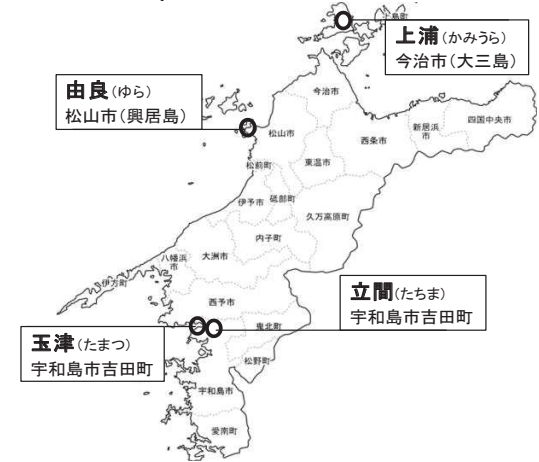 上島町
上浦(かみうら)
今治市(大三島)
由良(ゆら)
松山市(興居島)
今治市
松山市
西条市
新居浜
市
四国中央市
東温市
松前町
伊予市
砥部町
久万高原町
内子町
大洲市
八幡浜
市
伊方町
西予市
立間(たちま)
宇和島市吉田町
鬼北町
玉津(たまつ)
宇和島市吉田町
松野町
宇和島市
愛南町